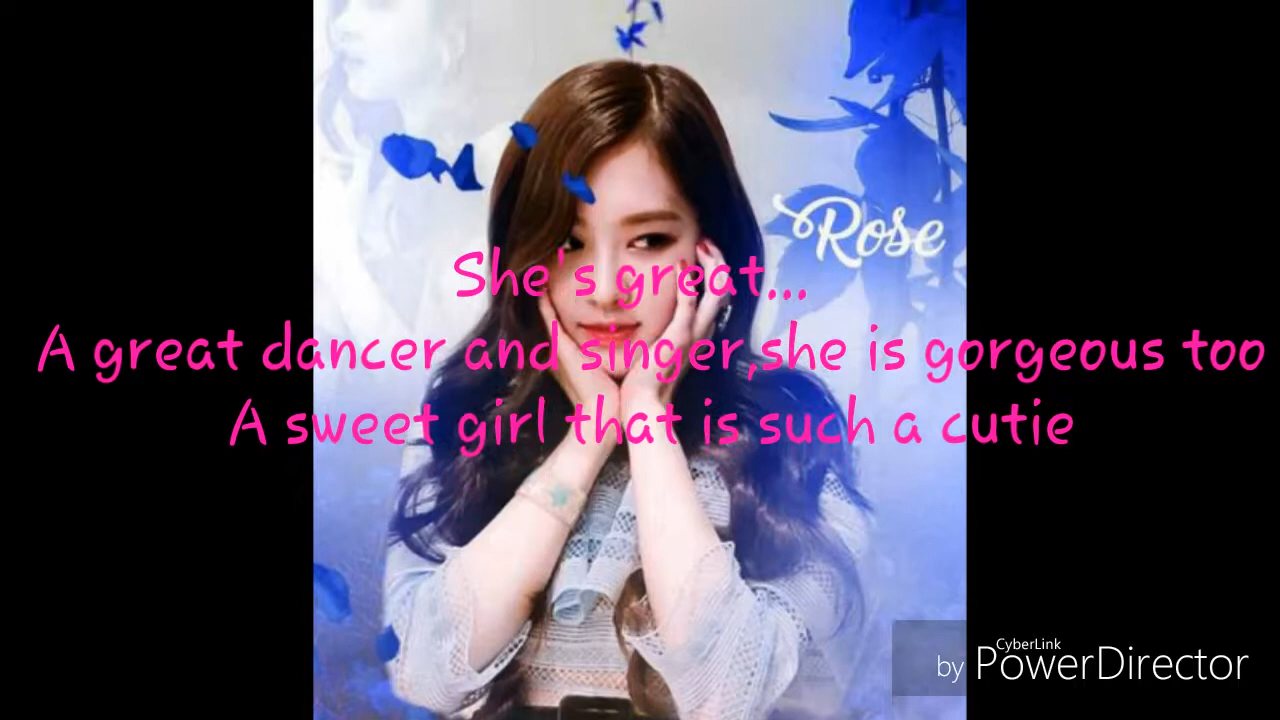 Rose
She's great...
A great dancer and singer,she is gorgeous too
A sweet girl that is such a cutie
CyberLink
by PowerDirector